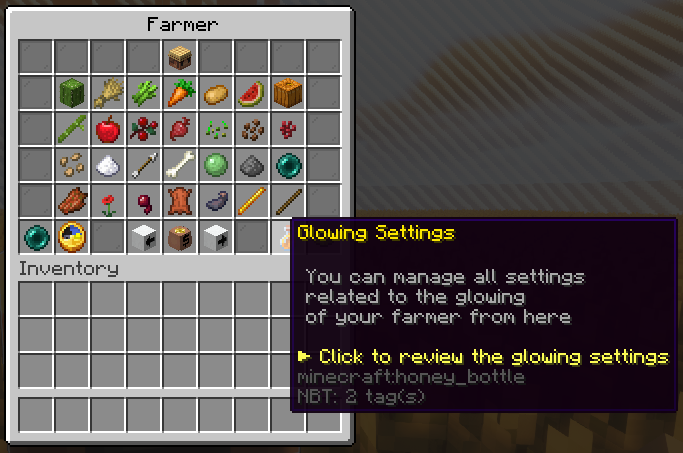 Farmer
Inventory
Glowing Settings
You can manage all settings
related to the glowing
of your farmer from here
► Click to review the glowing settings
minecraft:honey_bottle
NBT: 2 tag(s)